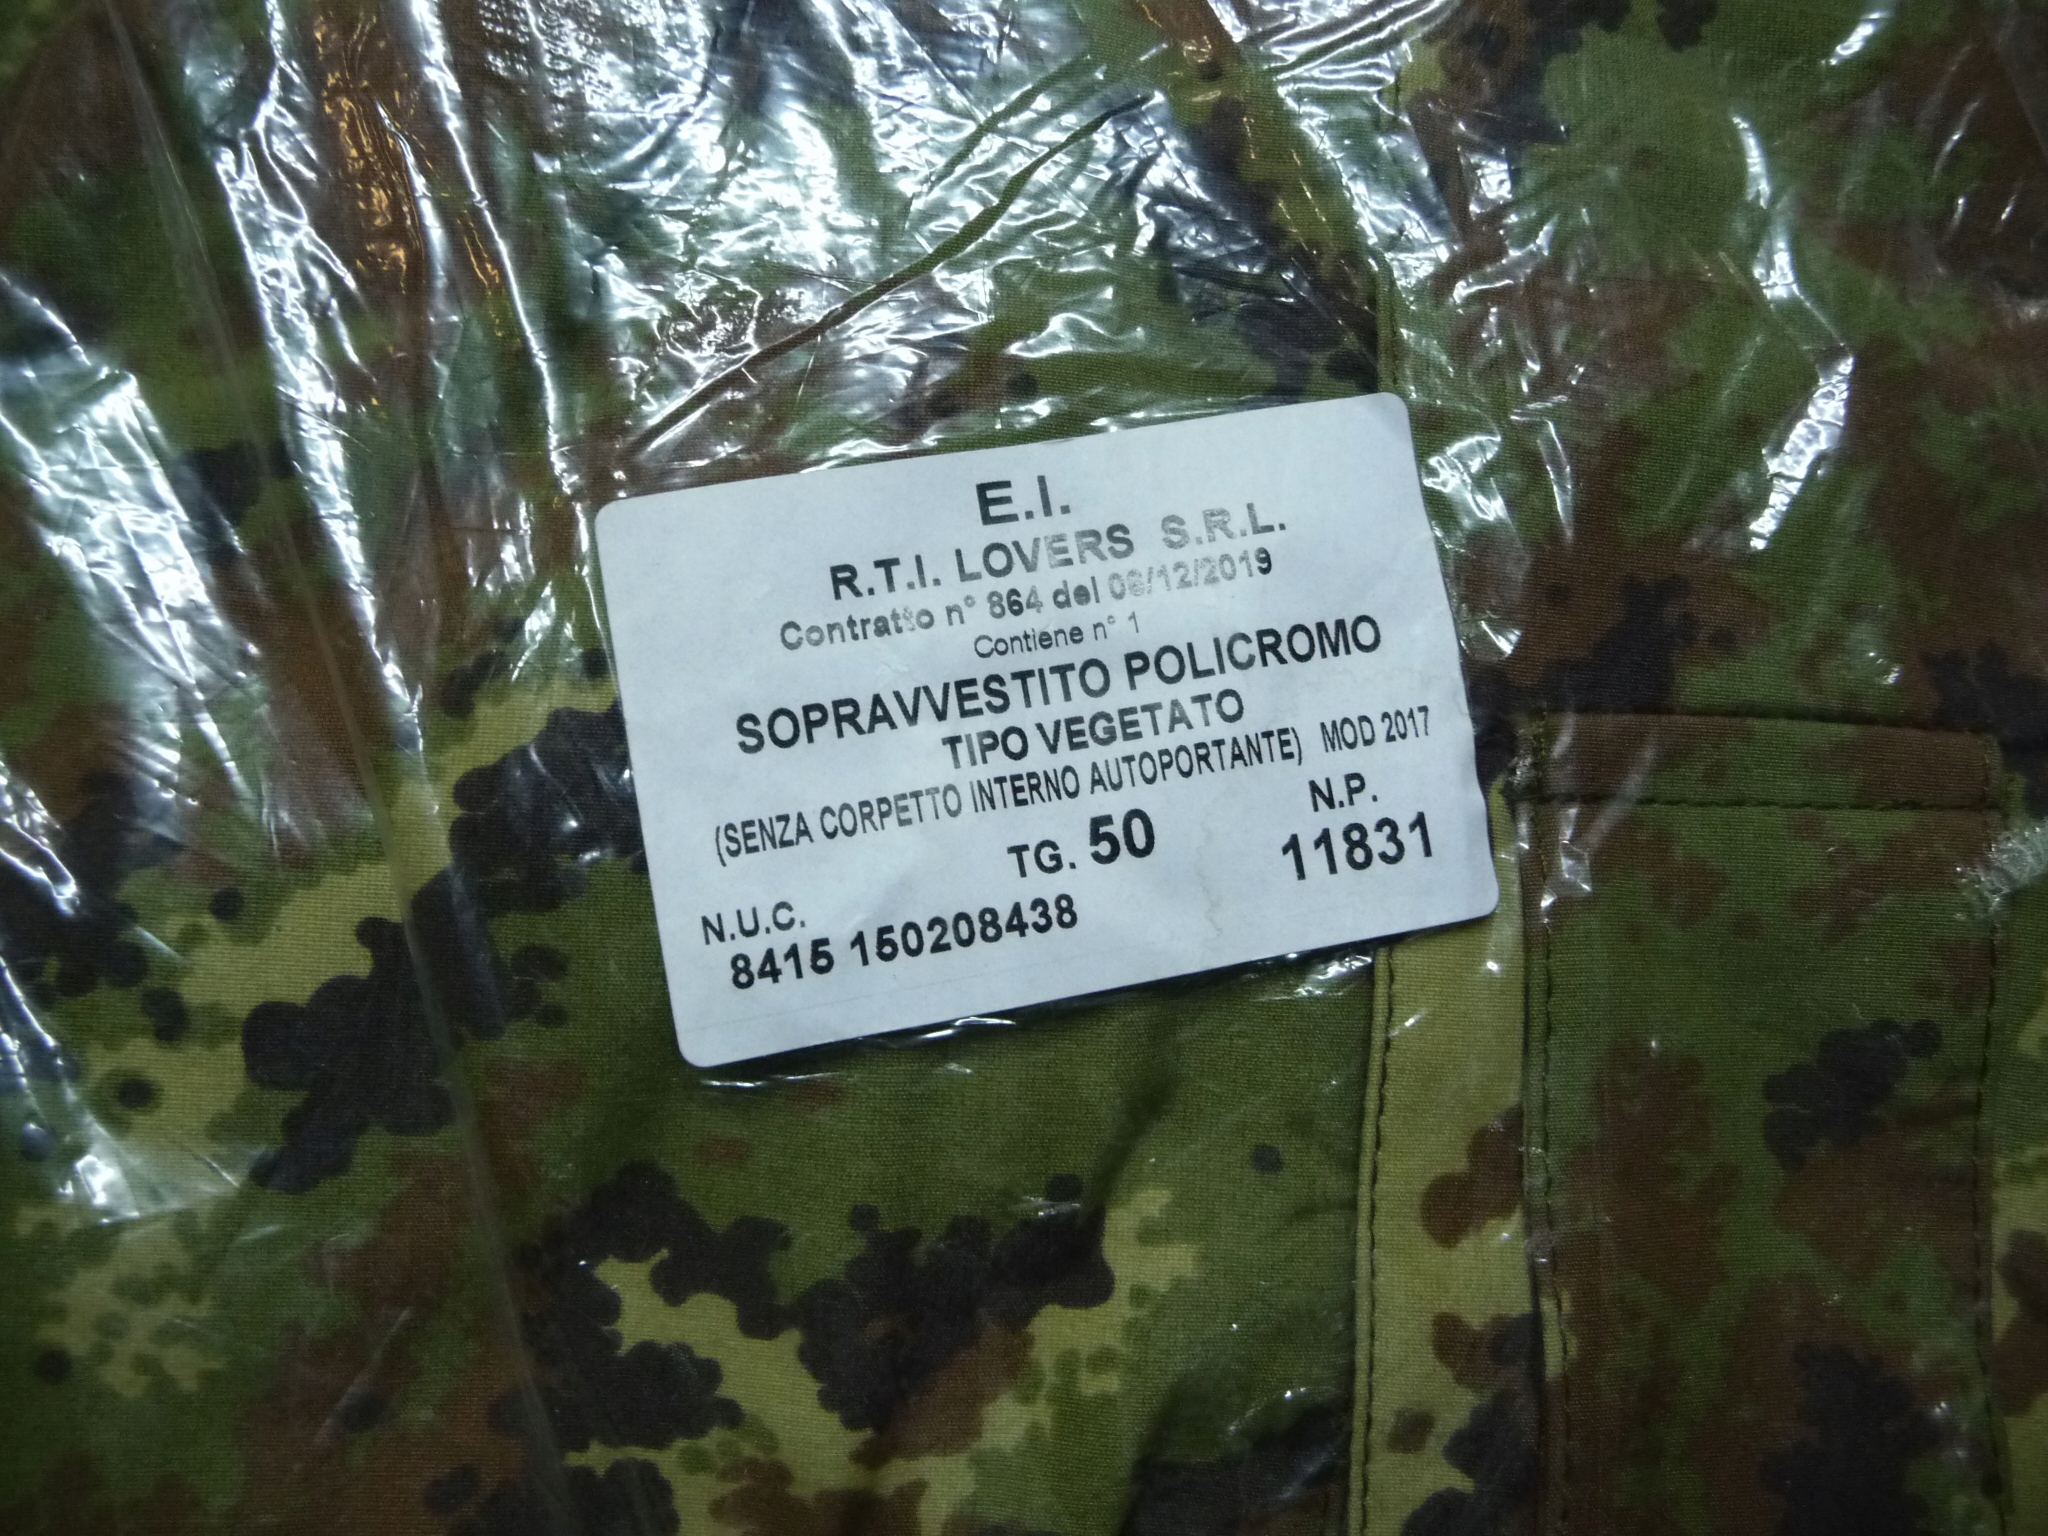 E.I.
R.T.I. LOVERS S.R.L.
Contratto n° 864 del 06/12/2019
Contiene n° 1
SOPRAVVESTITO POLICROMO
TIPO VEGETATO
(SENZA CORPETTO INTERNO AUTOPORTANTE) MOD 2017
TG. 50
N.P.
11831
N.U.C.
8415 150208438